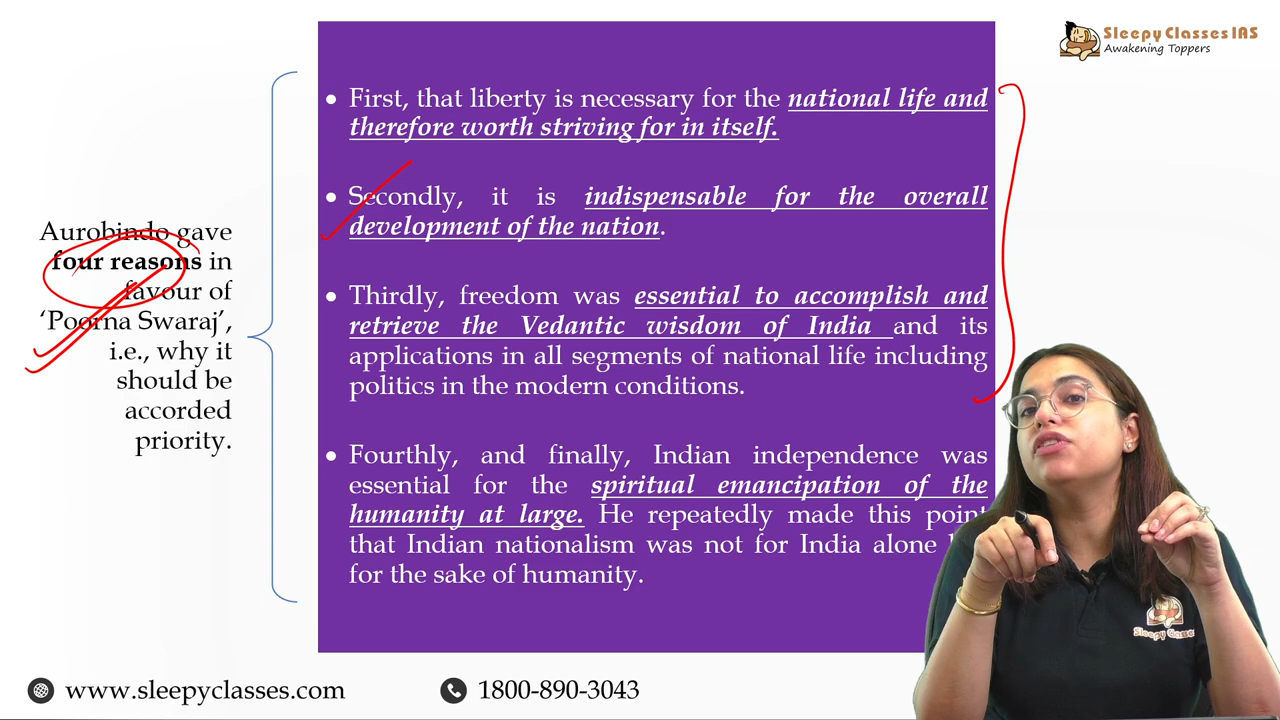 Sleepy Classes IAS
Awakening Toppers
Aurobindo gave
four reasons in
favour of
‘Poorna Swaraj’,
i.e., why it
should be
accorded
priority.
• First, that liberty is necessary for the national life and
therefore worth striving for in itself.
• Secondly, it is indispensable for the overall
development of the nation.
• Thirdly, freedom was essential to accomplish and
retrieve the Vedantic wisdom of India and its
applications in all segments of national life including
politics in the modern conditions.
• Fourthly, and finally, Indian independence was
essential for the spiritual emancipation of the
humanity at large. He repeatedly made this point
that Indian nationalism was not for India alone
for the sake of humanity.
Sleepy Classes
www.sleepyclasses.com
1800-890-3043